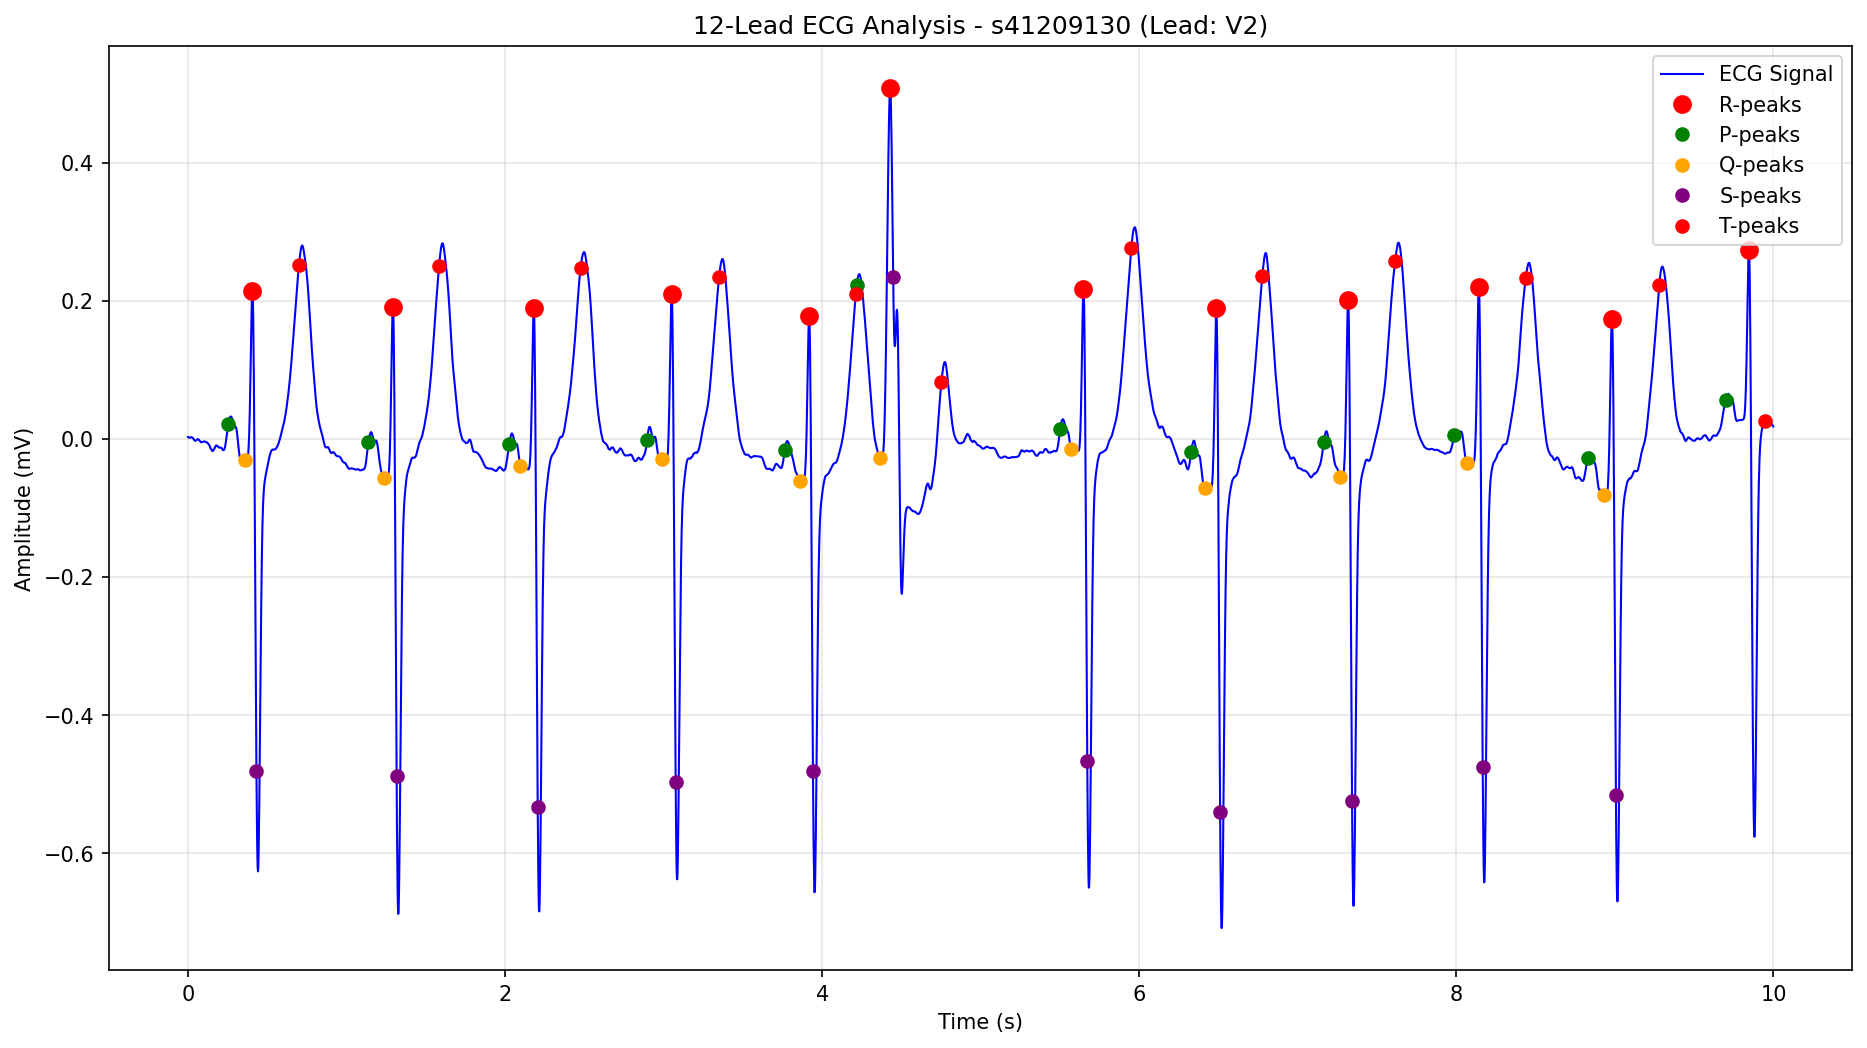 12-Lead ECG Analysis - s41209130 (Lead: V2)
ECG Signal
R-peaks
P-peaks
Q-peaks
S-peaks
T-peaks
Amplitude (mV)
0.4
0.2
0.0
−0.2
−0.4
−0.6
0 2 4 6 8 10
Time (s)